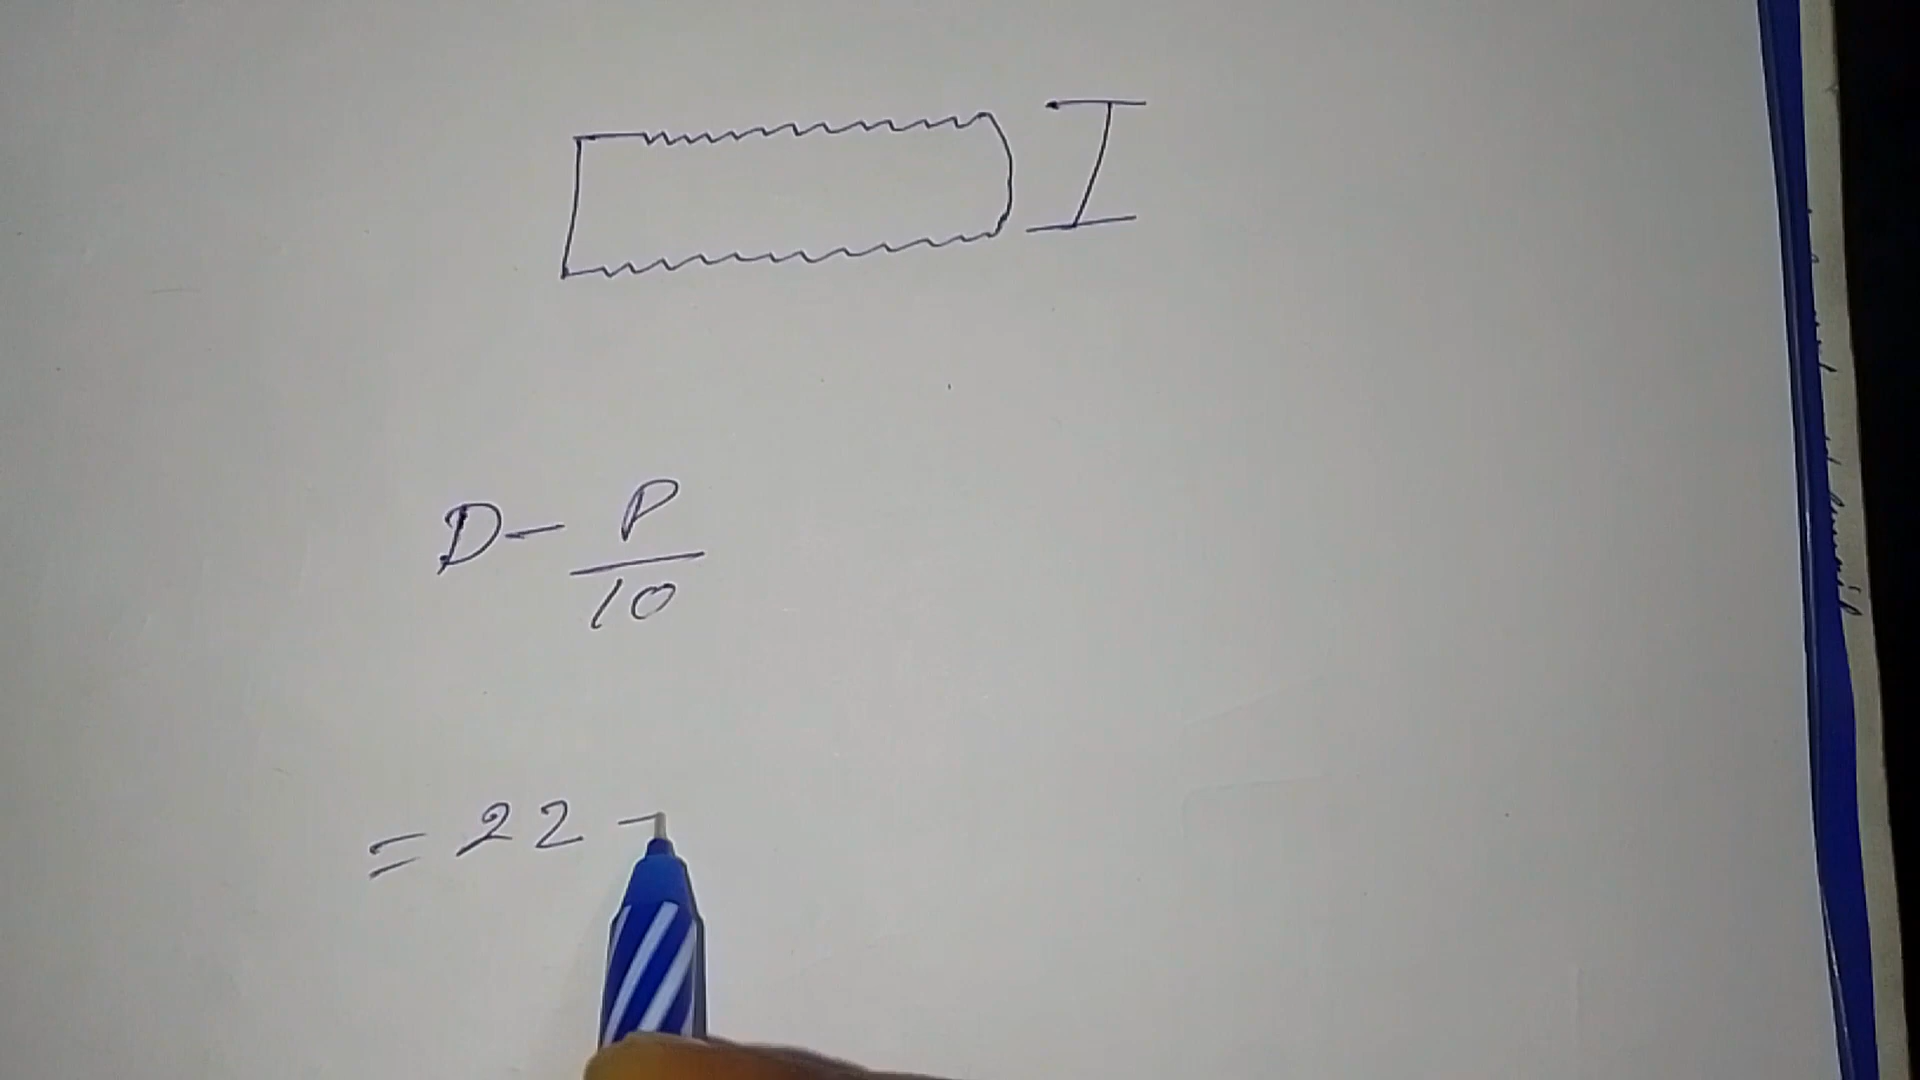 D - P/10
= 22 -